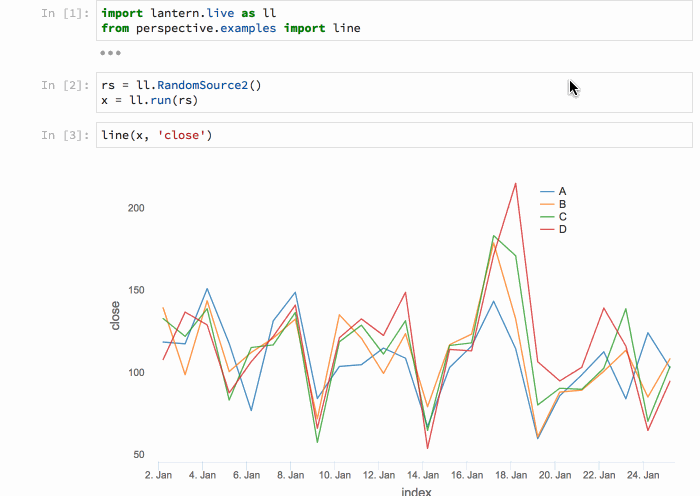 In [1]: import lantern.live as ll
from perspective.examples import line
•••
In [2]: rs = ll.RandomSource2()
x = ll.run(rs)
In [3]: line(x, 'close')
A
B
C
D
200
150
100
50
close
2. Jan 4. Jan 6. Jan 8. Jan 10. Jan 12. Jan 14. Jan 16. Jan 18. Jan 20. Jan 22. Jan 24. Jan
index